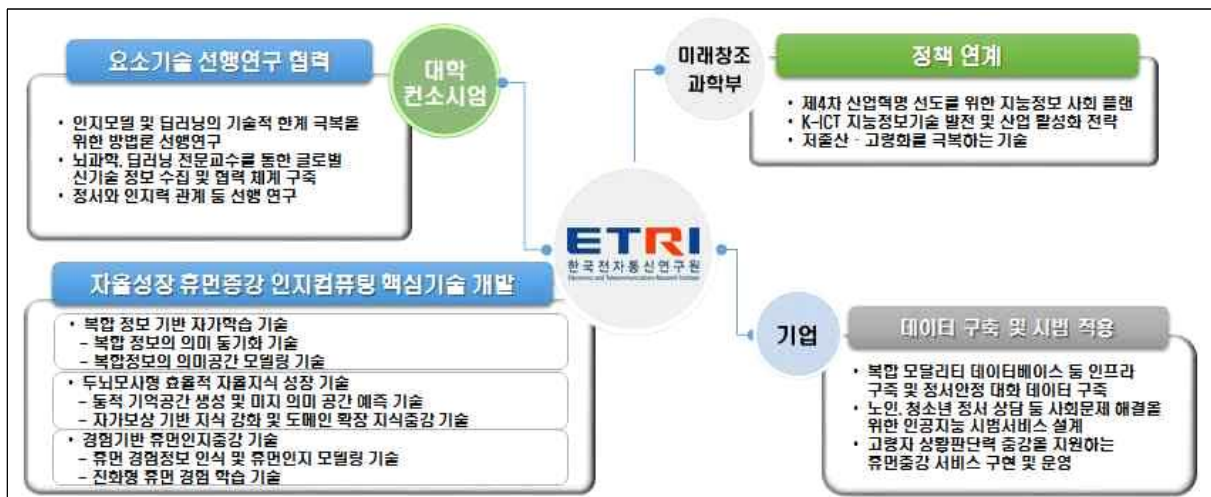 요소기술 선행연구 협력
대학
컨소시엄
• 인지모델 및 딥러닝의 기술적 한계 극복을
위한 방법론 선행연구
• 뇌과학, 딥러닝 전문교수를 통한 글로벌
신기술 정보 수집 및 협력 체계 구축
• 정서와 인지력 관계 등 선행 연구
미래창조
과학부
정책 연계
• 제4차 산업혁명 선도를 위한 지능정보 사회 플랜
• K-ICT 지능정보기술 발전 및 산업 활성화 전략
• 저출산 - 고령화를 극복하는 기술
ETRI
한국전자통신연구원
Electronics and Telecommunications Research Institute
자율성장 휴먼증강 인지컴퓨팅 핵심기술 개발
• 복합 정보 기반 자가학습 기술
– 복합 정보의 의미 동기화 기술
– 복합정보의 의미공간 모델링 기술
• 두뇌모사형 효율적 자율지식 성장 기술
– 동적 기억공간 생성 및 미지 의미 공간 예측 기술
– 자가보상 기반 지식 강화 및 도메인 확장 지식증강 기술
• 경험기반 휴먼인지증강 기술
– 휴먼 경험정보 인식 및 휴먼인지 모델링 기술
– 진화형 휴먼 경험 학습 기술
기업
데이터 구축 및 시범 적용
• 복합 모달리티 데이터베이스 등 인프라
구축 및 정서안정 대화 데이터 구축
• 노인, 청소년 정서 상담 등 사회문제 해결을
위한 인공지능 시범서비스 설계
• 고령자 상황판단력 증강을 지원하는
휴먼증강 서비스 구현 및 운영